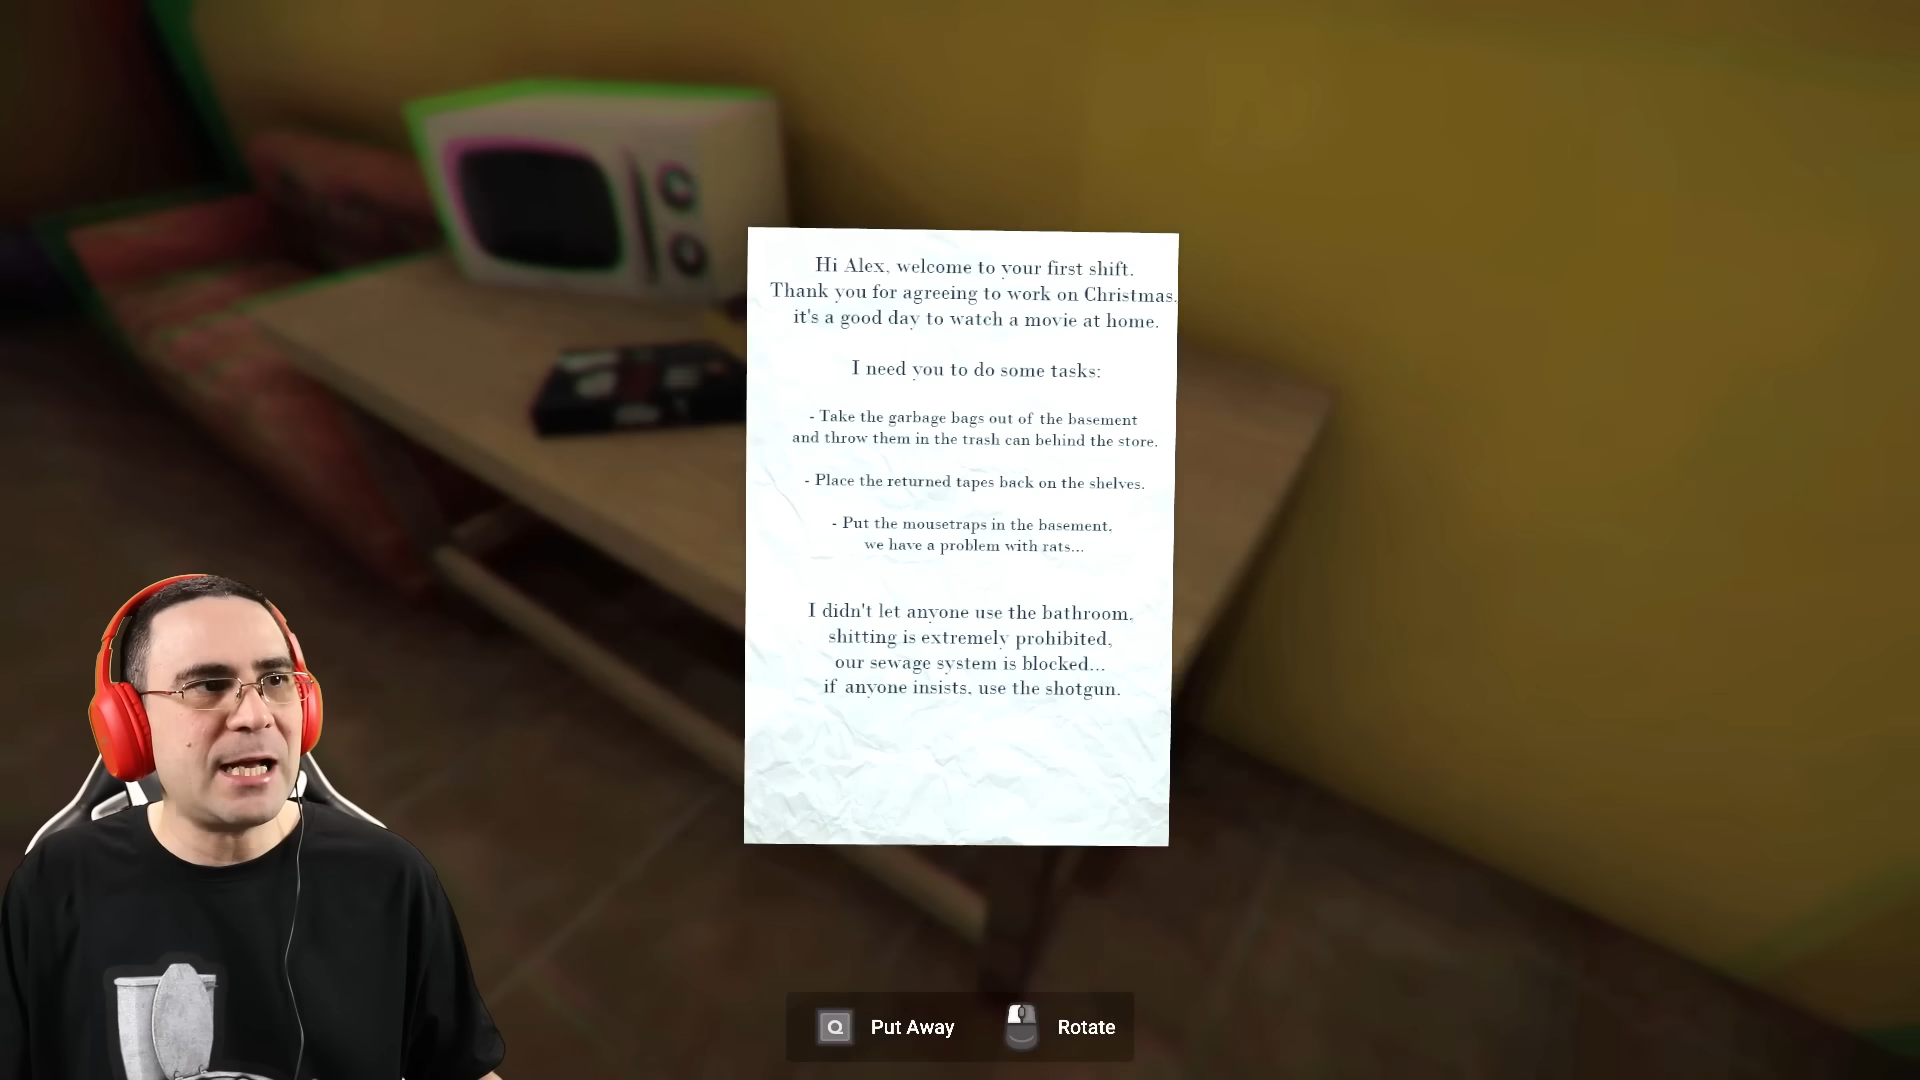 Hi Alex, welcome to your first shift.
Thank you for agreeing to work on Christmas,
it's a good day to watch a movie at home.
I need you to do some tasks:
- Take the garbage bags out of the basement
and throw them in the trash can behind the store.
- Place the returned tapes back on the shelves.
- Put the mousetraps in the basement,
we have a problem with rats...
I didn't let anyone use the bathroom,
shitting is extremely prohibited,
our sewage system is blocked...
if anyone insists, use the shotgun.
Q Put Away Rotate